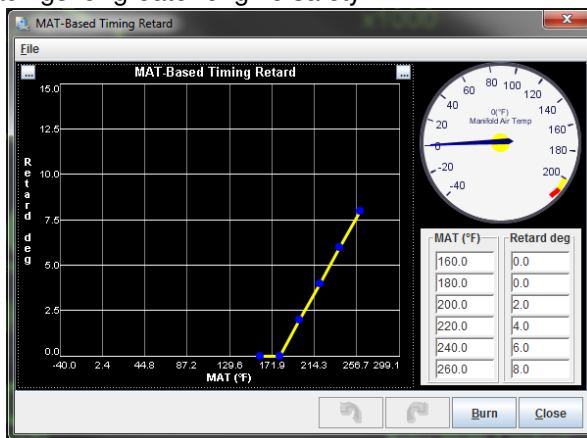 MAT-Based Timing Retard
File
MAT-Based Timing Retard
15.0
12.5
10.0
7.5
5.0
2.5
0.0
Retard deg
-40.0 2.4 44.8 87.2 129.6 171.9 214.3 256.7 299.1
MAT (°F)
-40
-20
0
20
40
60
80
100
120
140
160
180
200
0(°F)
Manifold Air Temp
MAT (°F) Retard deg
160.0 0.0
180.0 0.0
200.0 2.0
220.0 4.0
240.0 6.0
260.0 8.0
Burn Close